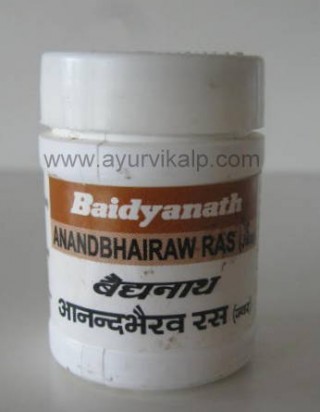 www.ayurvikalp.com
Baidyanath
ANANDBHAIRAW RAS
बैद्यनाथ
आनन्दभैरव रस